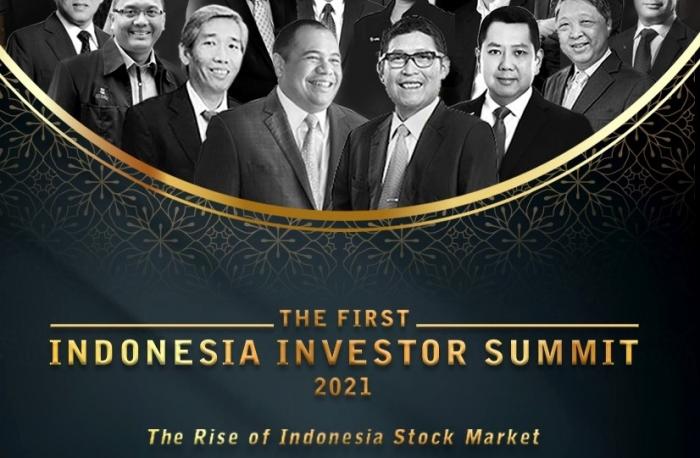 THE FIRST
INDONESIA INVESTOR SUMMIT
2021
The Rise of Indonesia Stock Market